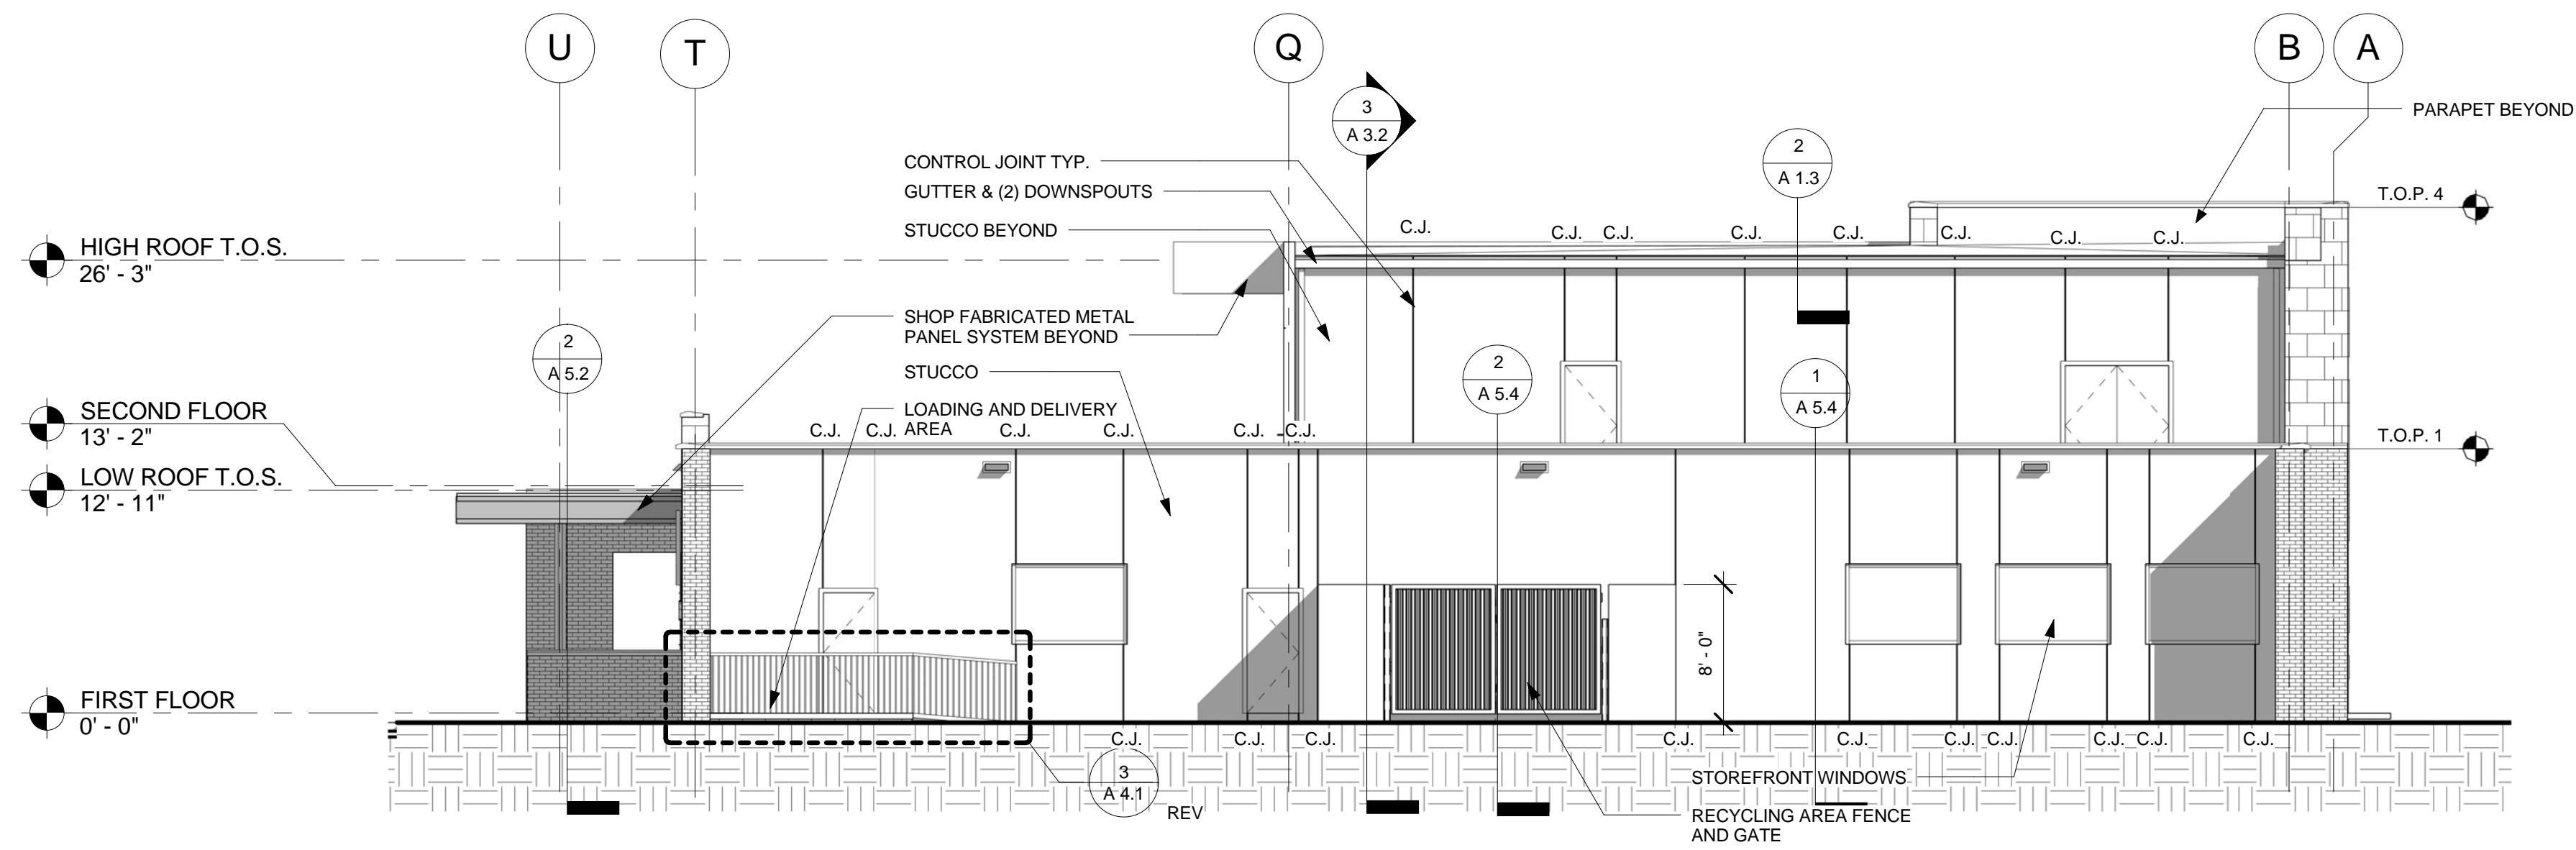 U
T
Q
B
A
3
A 3.2
PARAPET BEYOND
2
A 1.3
CONTROL JOINT TYP.
GUTTER & (2) DOWNSPOUTS
STUCCO BEYOND
T.O.P. 4
C.J.
C.J.
C.J.
C.J.
C.J.
C.J.
C.J.
C.J.
HIGH ROOF T.O.S.
26' - 3"
SHOP FABRICATED METAL
PANEL SYSTEM BEYOND
2
A 5.2
STUCCO
2
A 5.4
1
A 5.4
SECOND FLOOR
13' - 2"
LOADING AND DELIVERY
AREA
C.J.
C.J.
C.J.
C.J.
C.J.
C.J.
T.O.P. 1
LOW ROOF T.O.S.
12' - 11"
8' - 0"
FIRST FLOOR
0' - 0"
C.J.
C.J.
C.J.
C.J.
C.J.
C.J.
C.J.
C.J.
C.J.
C.J.
3
A 4.1
REV
STOREFRONT WINDOWS
RECYCLING AREA FENCE
AND GATE